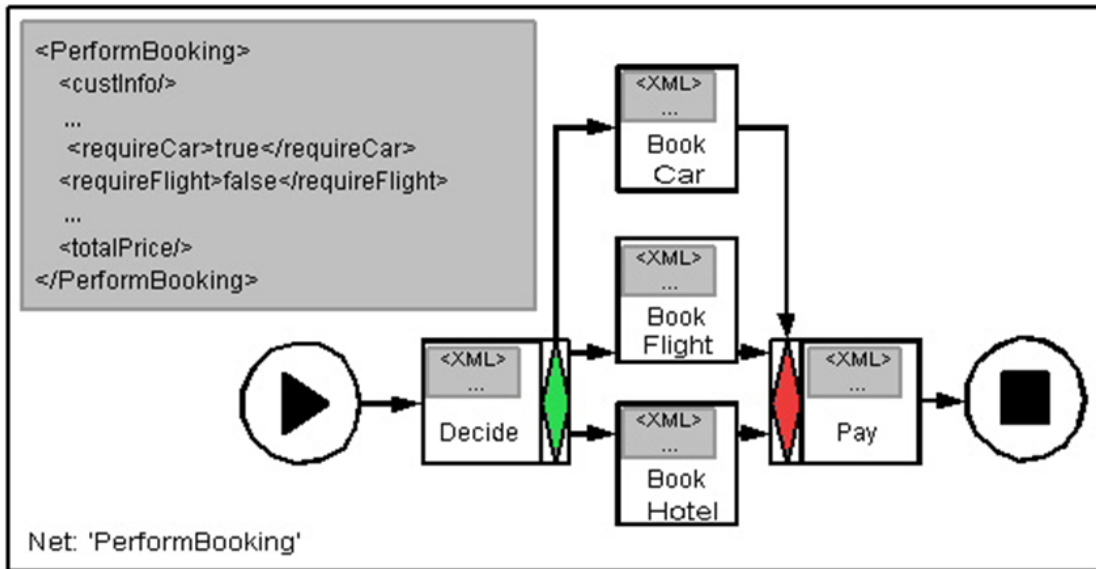 <PerformBooking>
<custInfo/>
...
<requireCar>true</requireCar>
<requireFlight>false</requireFlight>
...
<totalPrice/>
</PerformBooking>
<XML>
...
Book
Car
<XML>
...
Book
Flight
<XML>
...
Decide
<XML>
...
Book
Hotel
<XML>
...
Pay
Net: 'PerformBooking'